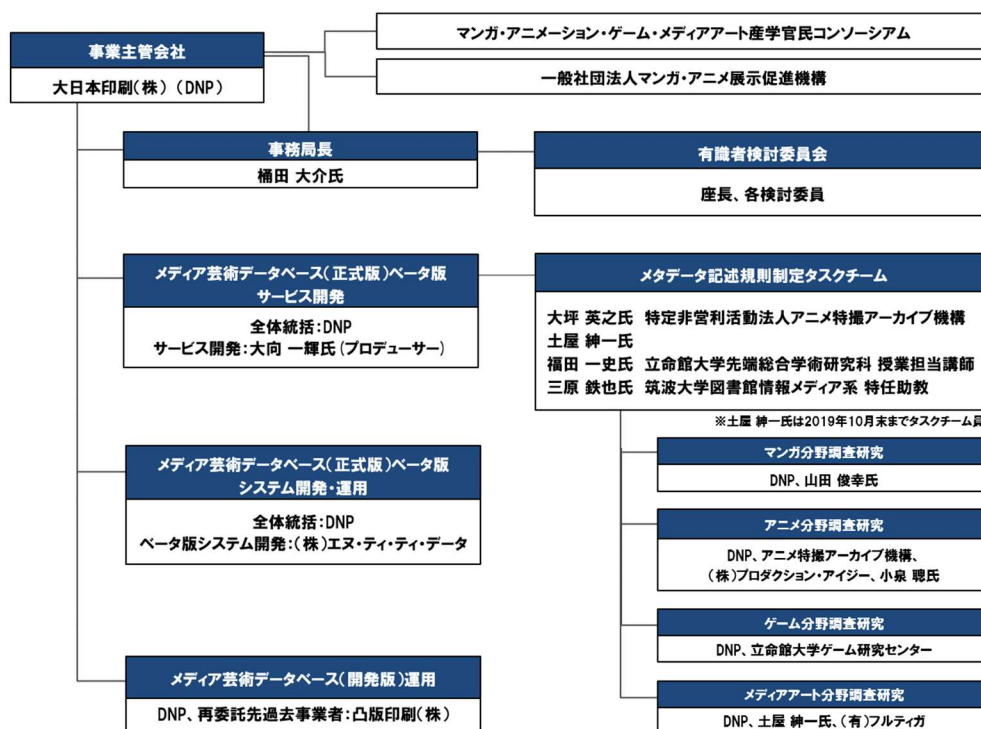 事業主管会社
大日本印刷(株)(DNP)
マンガ・アニメーション・ゲーム・メディアアート産学官民コンソーシアム
一般社団法人マンガ・アニメ展示促進機構
事務局長
桶田 大介氏
有識者検討委員会
座長、各検討委員
メディア芸術データベース(正式版)ベータ版
サービス開発
全体統括:DNP
サービス開発:大向 一輝氏(プロデューサー)
メタデータ記述規則制定タスクチーム
大坪 英之氏 特定非営利活動法人アニメ特撮アーカイブ機構
土屋 紳一氏
福田 一史氏 立命館大学先端総合学術研究科 授業担当講師
三原 鉄也氏 筑波大学図書館情報メディア系 特任助教
※土屋 紳一氏は2019年10月末までタスクチーム員
メディア芸術データベース(正式版)ベータ版
システム開発・運用
全体統括:DNP
ベータ版システム開発:(株)エヌ・ティ・ティ・データ
マンガ分野調査研究
DNP、山田 俊幸氏
アニメ分野調査研究
DNP、アニメ特撮アーカイブ機構、
(株)プロダクション・アイジー、小泉 聰氏
ゲーム分野調査研究
DNP、立命館大学ゲーム研究センター
メディアアート分野調査研究
DNP、土屋 紳一氏、(有)フルティガ
メディア芸術データベース(開発版)運用
DNP、再委託先過去事業者:凸版印刷(株)